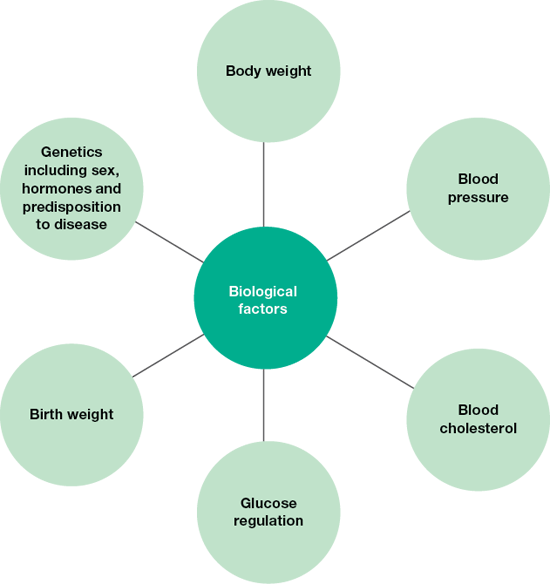 Body weight
Genetics
including sex,
hormones and
predisposition
to disease
Blood
pressure
Biological
factors
Birth weight
Blood
cholesterol
Glucose
regulation